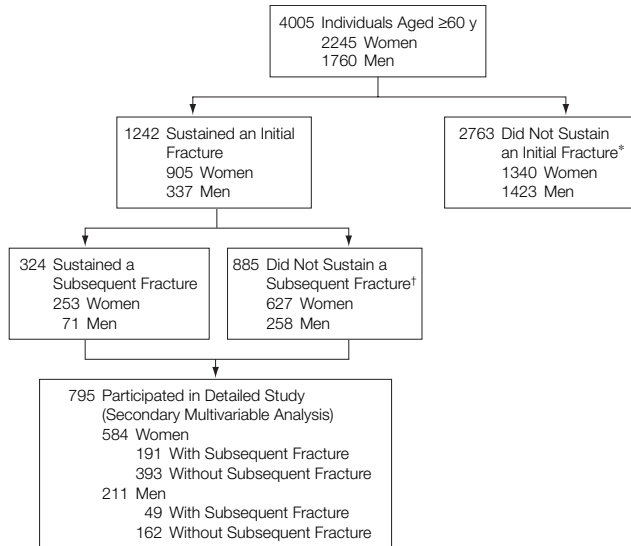 4005 Individuals Aged ≥60 y
2245 Women
1760 Men
1242 Sustained an Initial
Fracture
905 Women
337 Men
2763 Did Not Sustain
an Initial Fracture*
1340 Women
1423 Men
324 Sustained a
Subsequent Fracture
253 Women
71 Men
885 Did Not Sustain a
Subsequent Fracture†
627 Women
258 Men
795 Participated in Detailed Study
(Secondary Multivariable Analysis)
584 Women
191 With Subsequent Fracture
393 Without Subsequent Fracture
211 Men
49 With Subsequent Fracture
162 Without Subsequent Fracture